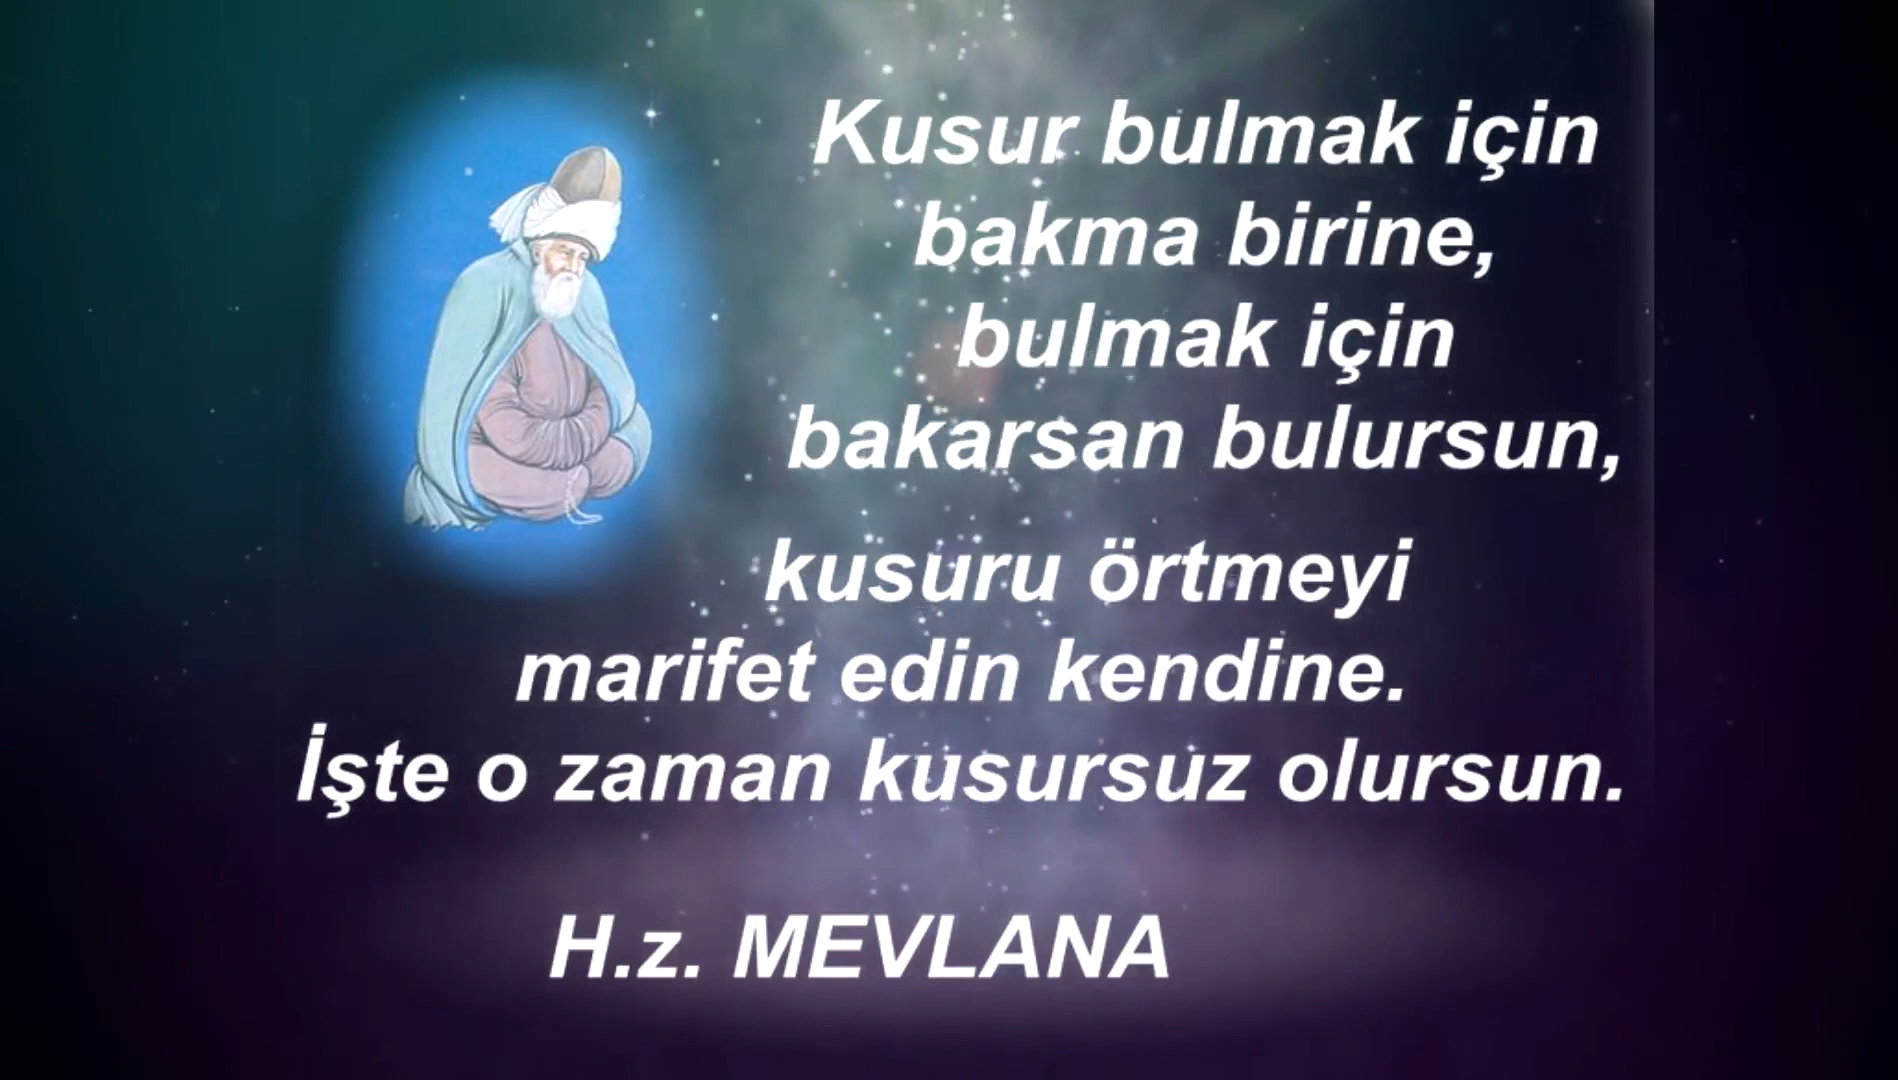 Kusur bulmak için
bakma birine,
bulmak için
bakarsan bulursun,
kusuru örtmeyi
marifet edin kendine.
İşte o zaman kusursuz olursun.
H.z. MEVLANA